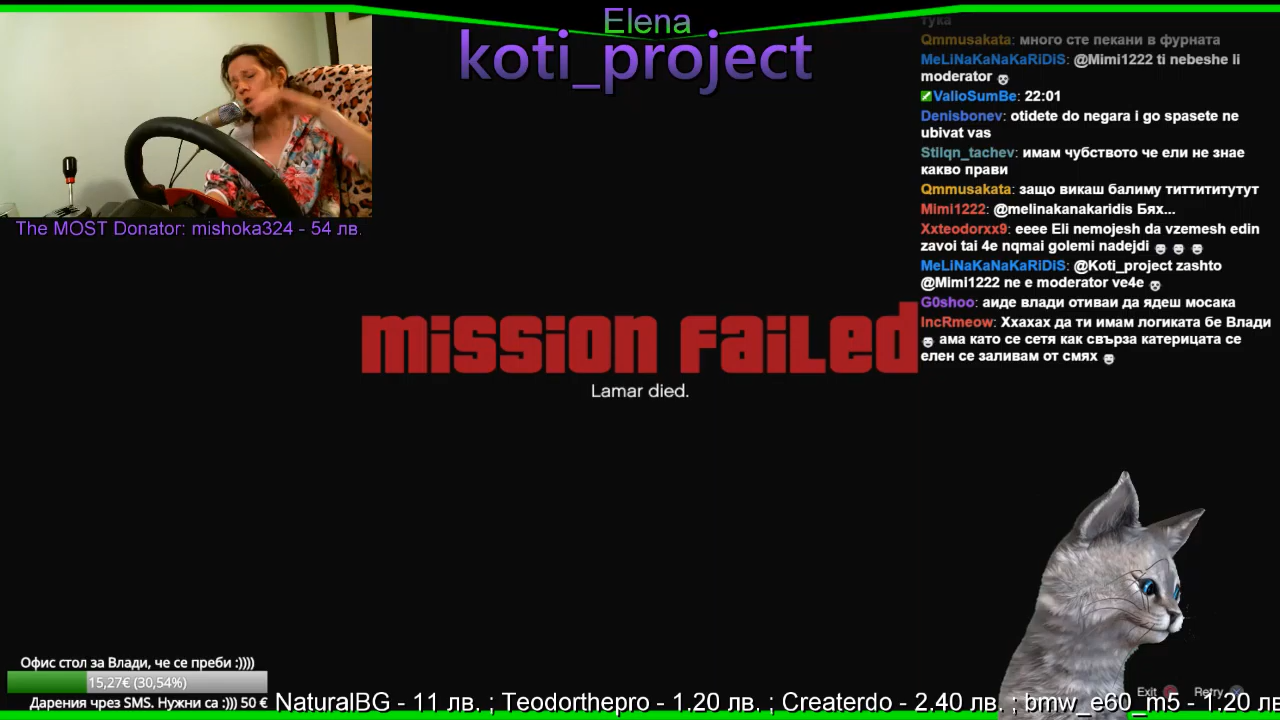 Elena
koti_project
The MOST Donator: mishoka324 - 54 лв.
тука
Qmmusakata: много сте пекани в фурната
MeLiNaKaNaKaRiDiS: @Mimi1222 ti nebeshe li
moderator
ValioSumBe: 22:01
Denisbonev: otidete do negara i go spasete ne
ubivat vas
Stilqn_tachev: имам чубството че ели не знае
какво прави
Qmmusakata: защо викаш балиму титтититутут
Mimi1222: @melinakanakaridis Бях...
Xxteodorxx9: eeee Eli nemojesh da vzemesh edin
zavoi tai 4e nqmai golemi nadejdi
MeLiNaKaNaKaRiDiS: @Koti_project zashto
@Mimi1222 ne e moderator ve4e
G0shoo: аиде влади отиваи да ядеш мосака
IncRmeow: Ххахах да ти имам логиката бе Влади
ама като се сетя как свърза катерицата се
елен се заливам от смях
mission failed
Lamar died.
Офис стол за Влади, че се преби :))))
15,27€ (30,54%)
Дарения чрез SMS. Нужни са :))) 50 €
NaturalBG - 11 лв. ; Teodorthepro - 1.20 лв. ; Createrdo - 2.40 лв. ; bmw_e60_m5 - 1.20 лв
Exit Retry